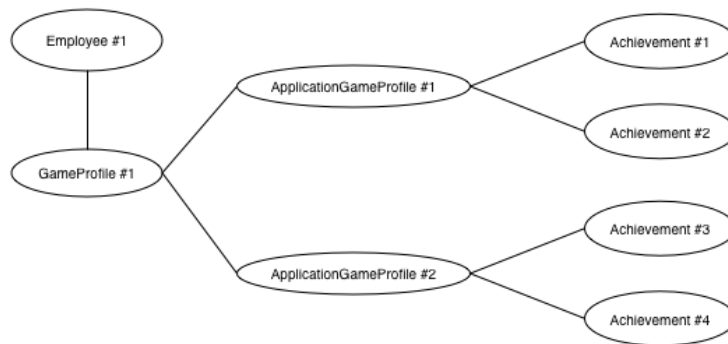 Employee #1
GameProfile #1
ApplicationGameProfile #1
ApplicationGameProfile #2
Achievement #1
Achievement #2
Achievement #3
Achievement #4